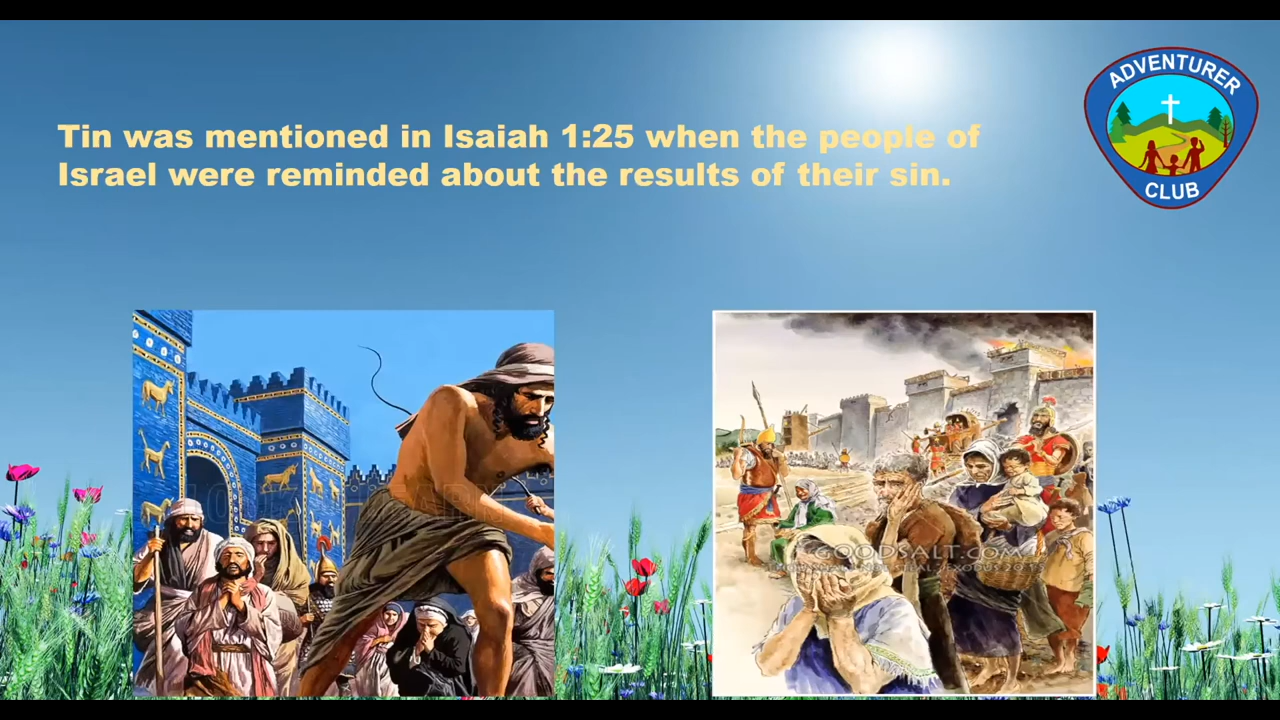 ADVENTURER
Tin was mentioned in Isaiah 1:25 when the people of
Israel were reminded about the results of their sin.
CLUB
GOODSALT.COM